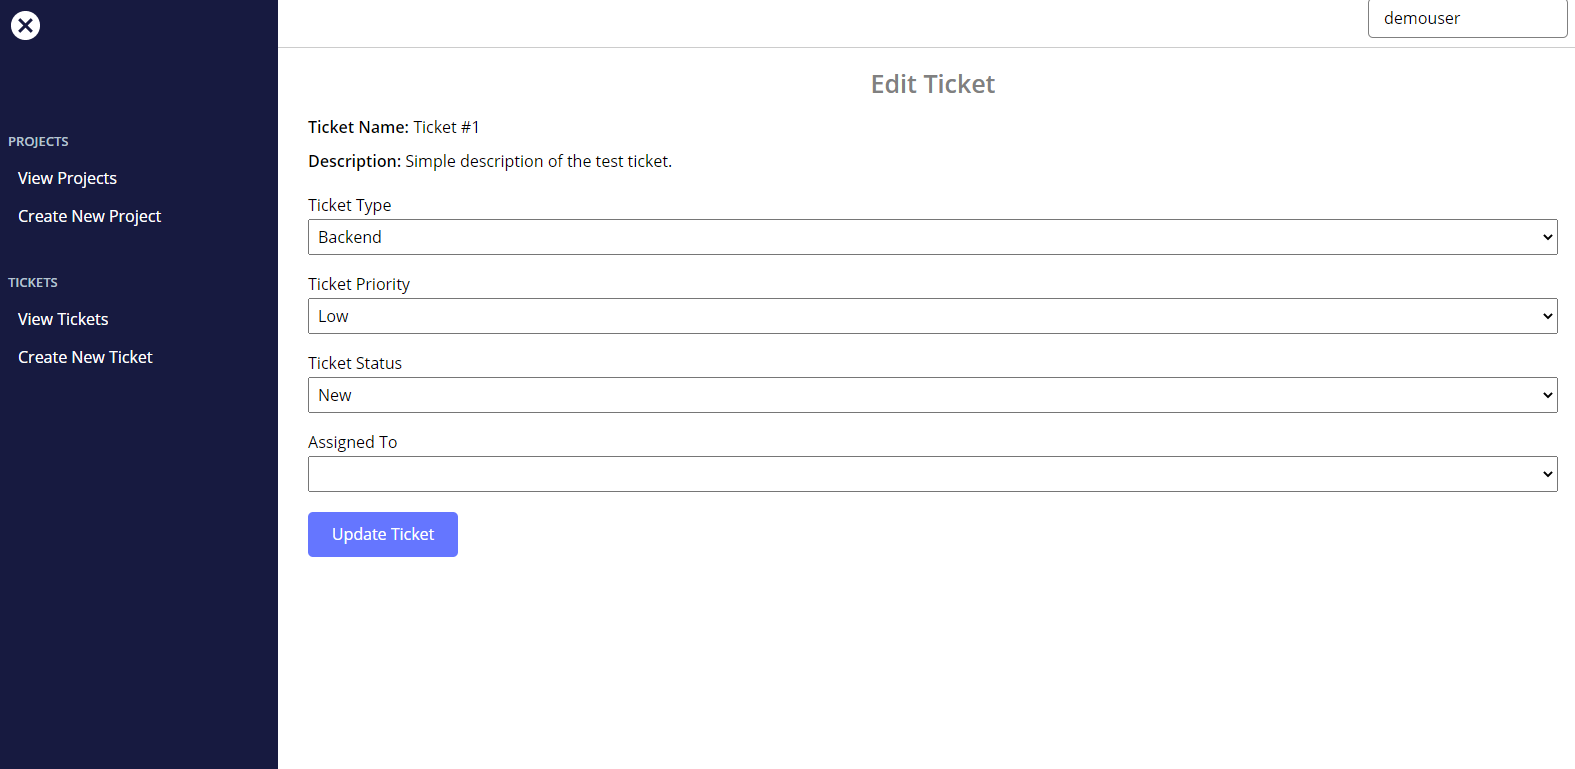 demouser
PROJECTS
View Projects
Create New Project
TICKETS
View Tickets
Create New Ticket
Edit Ticket
Ticket Name: Ticket #1
Description: Simple description of the test ticket.
Ticket Type
Backend
Ticket Priority
Low
Ticket Status
New
Assigned To
Update Ticket